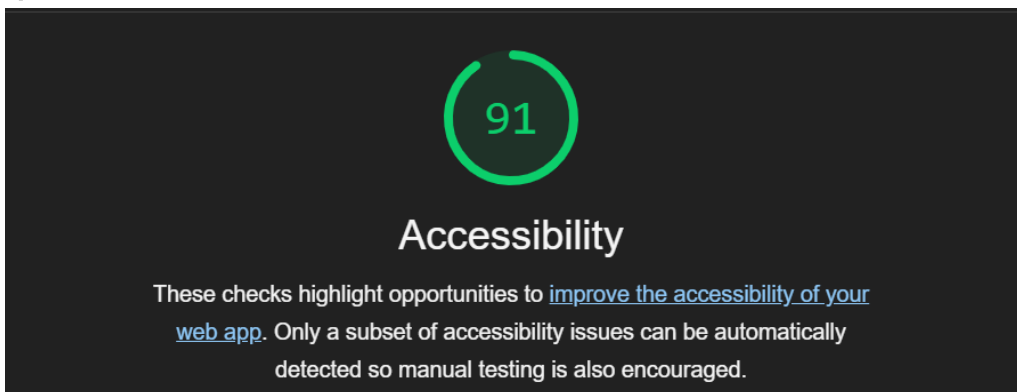 91
Accessibility
These checks highlight opportunities to improve the accessibility of your
web app. Only a subset of accessibility issues can be automatically
detected so manual testing is also encouraged.